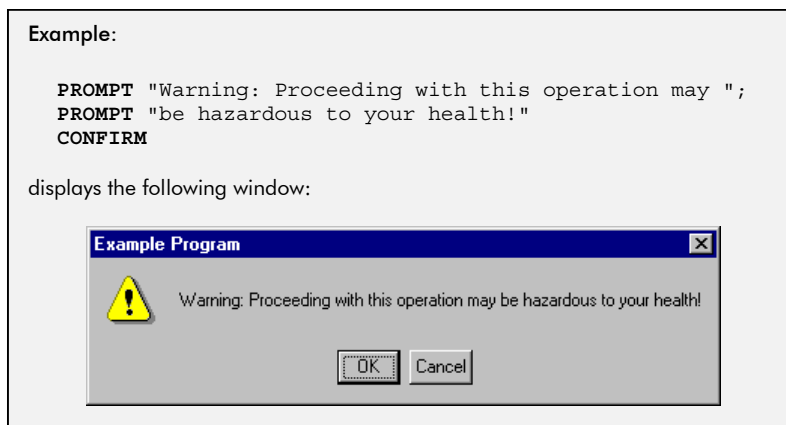 Example:
PROMPT "Warning: Proceeding with this operation may ";
PROMPT "be hazardous to your health!"
CONFIRM
displays the following window:
Example Program
Warning: Proceeding with this operation may be hazardous to your health!
OK Cancel